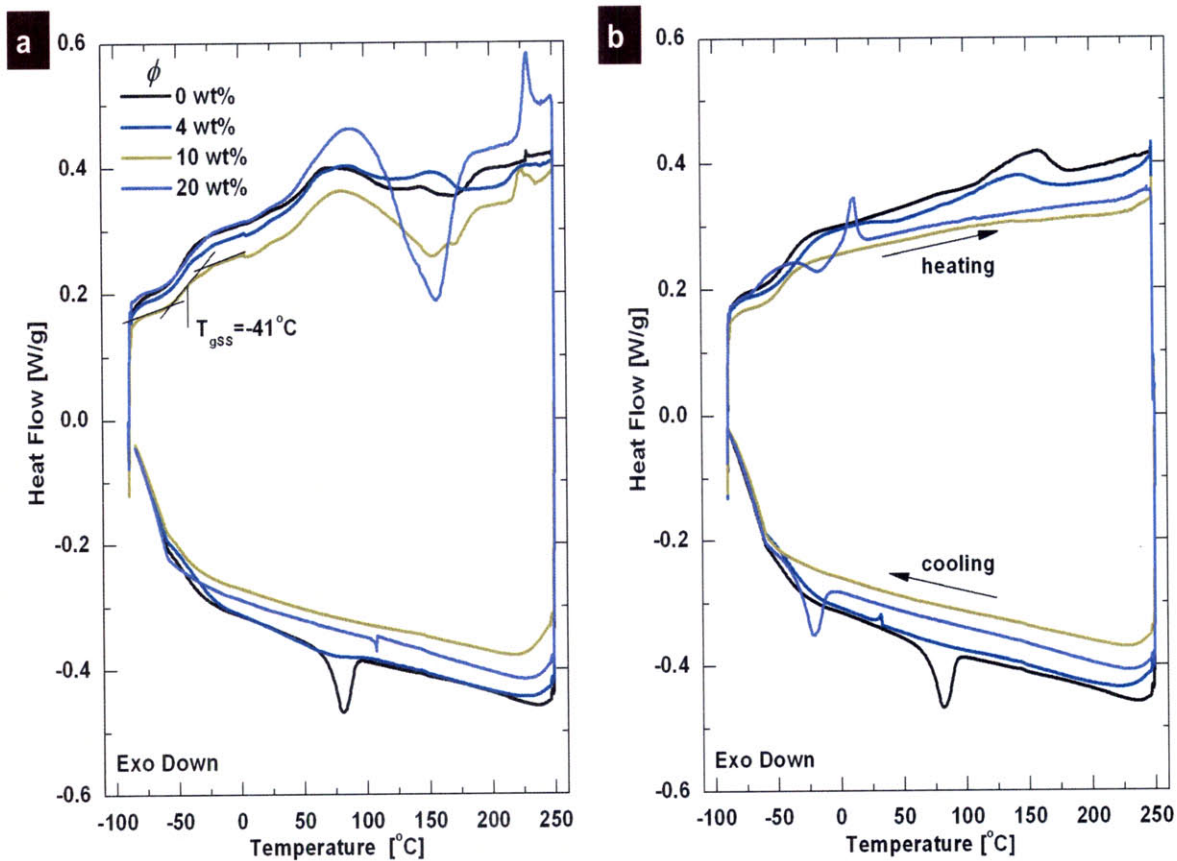 a
0.6
0.4
0.2
0.0
-0.2
-0.4
-0.6
Heat Flow [W/g]
ϕ
0 wt%
4 wt%
10 wt%
20 wt%
T_gss=-41°C
Exo Down
-100 -50 0 50 100 150 200 250
Temperature [°C]
b
0.6
0.4
0.2
0.0
-0.2
-0.4
-0.6
Heat Flow [W/g]
heating
cooling
Exo Down
-100 -50 0 50 100 150 200 250
Temperature [°C]